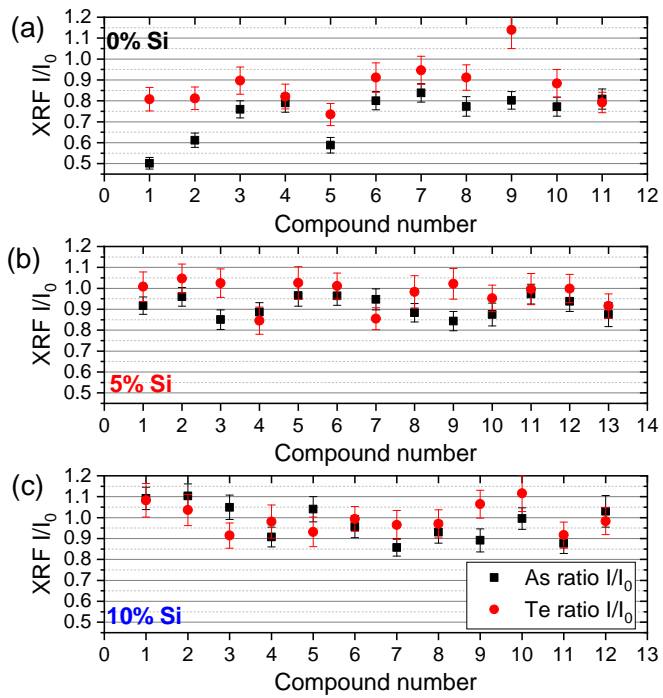 (a)
0% Si
XRF I/I0
1.2
1.1
1.0
0.9
0.8
0.7
0.6
0.5
0 1 2 3 4 5 6 7 8 9 10 11 12
Compound number
(b)
5% Si
XRF I/I0
1.2
1.1
1.0
0.9
0.8
0.7
0.6
0.5
0 1 2 3 4 5 6 7 8 9 10 11 12 13 14
Compound number
(c)
10% Si
XRF I/I0
1.2
1.1
1.0
0.9
0.8
0.7
0.6
0.5
As ratio I/I0
Te ratio I/I0
0 1 2 3 4 5 6 7 8 9 10 11 12 13
Compound number